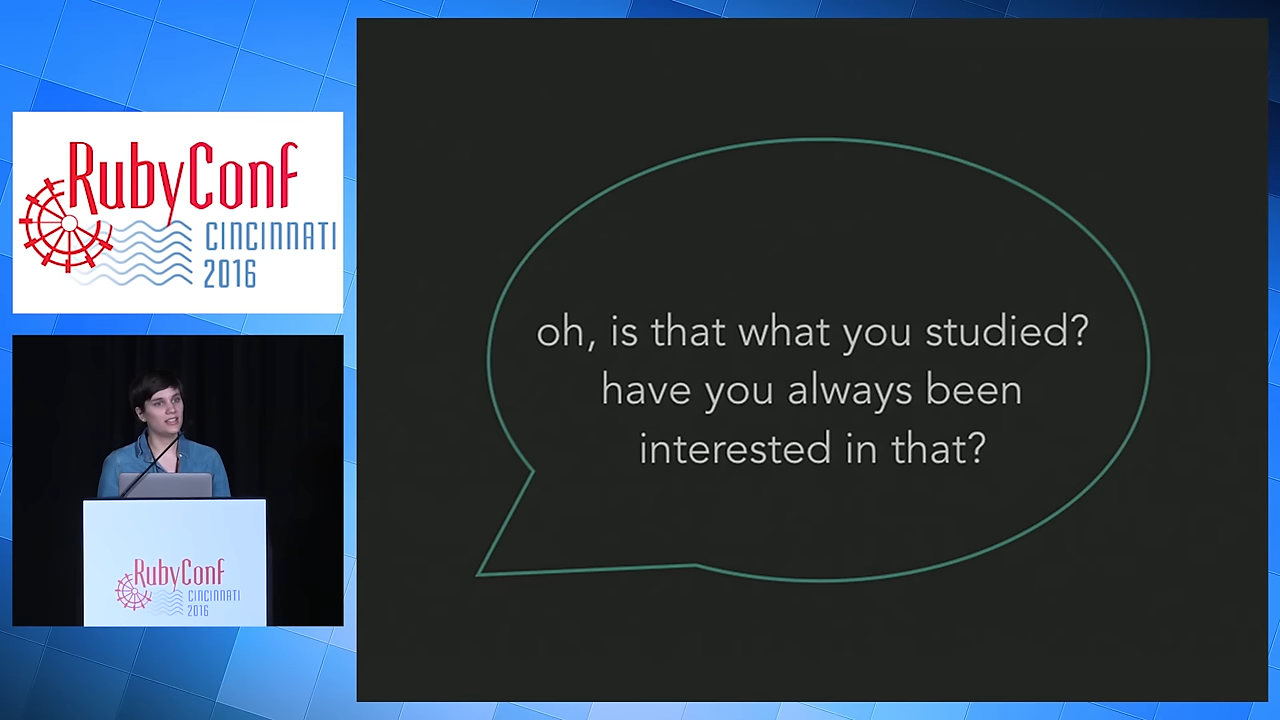 RubyConf
CINCINNATI
2016
oh, is that what you studied?
have you always been
interested in that?
RubyConf
CINCINNATI
2016